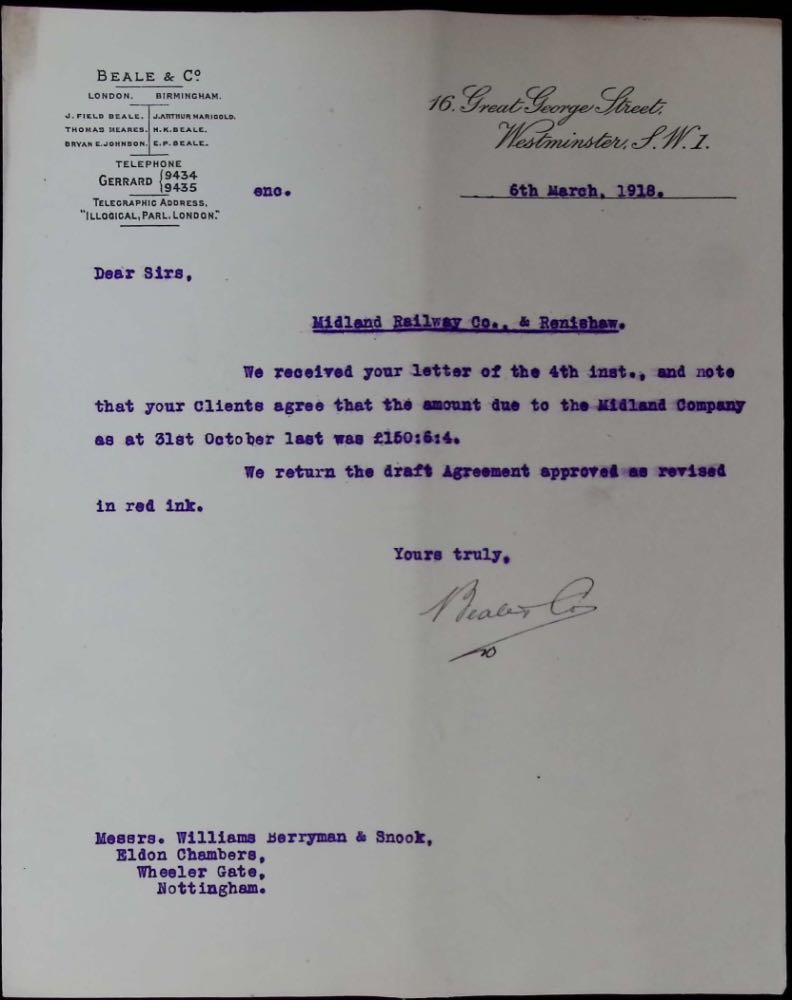 BEALE & Cº
LONDON. BIRMINGHAM.
J. FIELD BEALE. J. ARTHUR MARIGOLD.
THOMAS MEARES. H. K. BEALE.
BRYAN E. JOHNSON. E. P. BEALE.
TELEPHONE
GERRARD {9434
9435
TELEGRAPHIC ADDRESS,
"ILLOGICAL, PARL. LONDON."
16. Great George Street,
Westminster, S.W.1.
enc.
6th March, 1918.
Dear Sirs,
Midland Railway Co., & Renishaw.
We received your letter of the 4th inst., and note
that your Clients agree that the amount due to the Midland Company
as at 31st October last was £150:6:4.
We return the draft Agreement approved as revised
in red ink.
Yours truly,
Beale & Co
Messrs. Williams Berryman & Snook,
Eldon Chambers,
Wheeler Gate,
Nottingham.